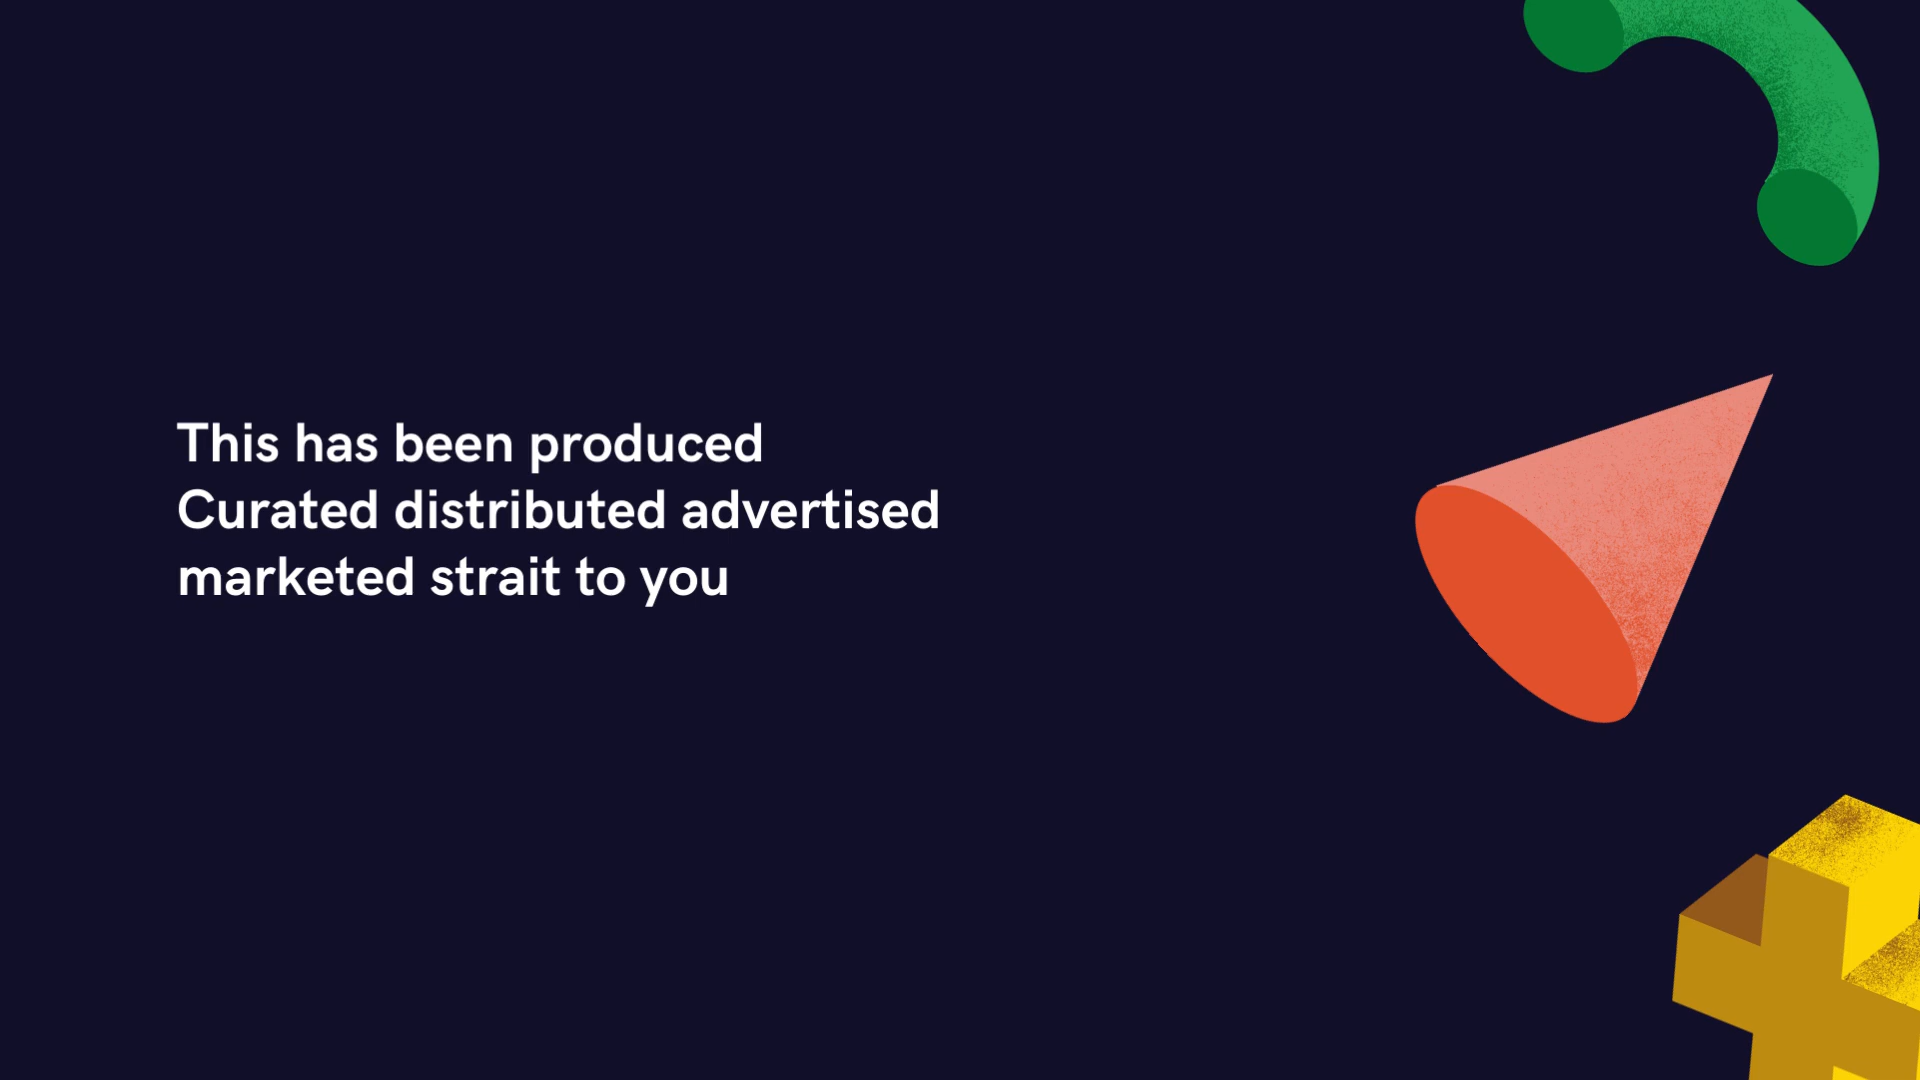 This has been produced
Curated distributed advertised
marketed strait to you